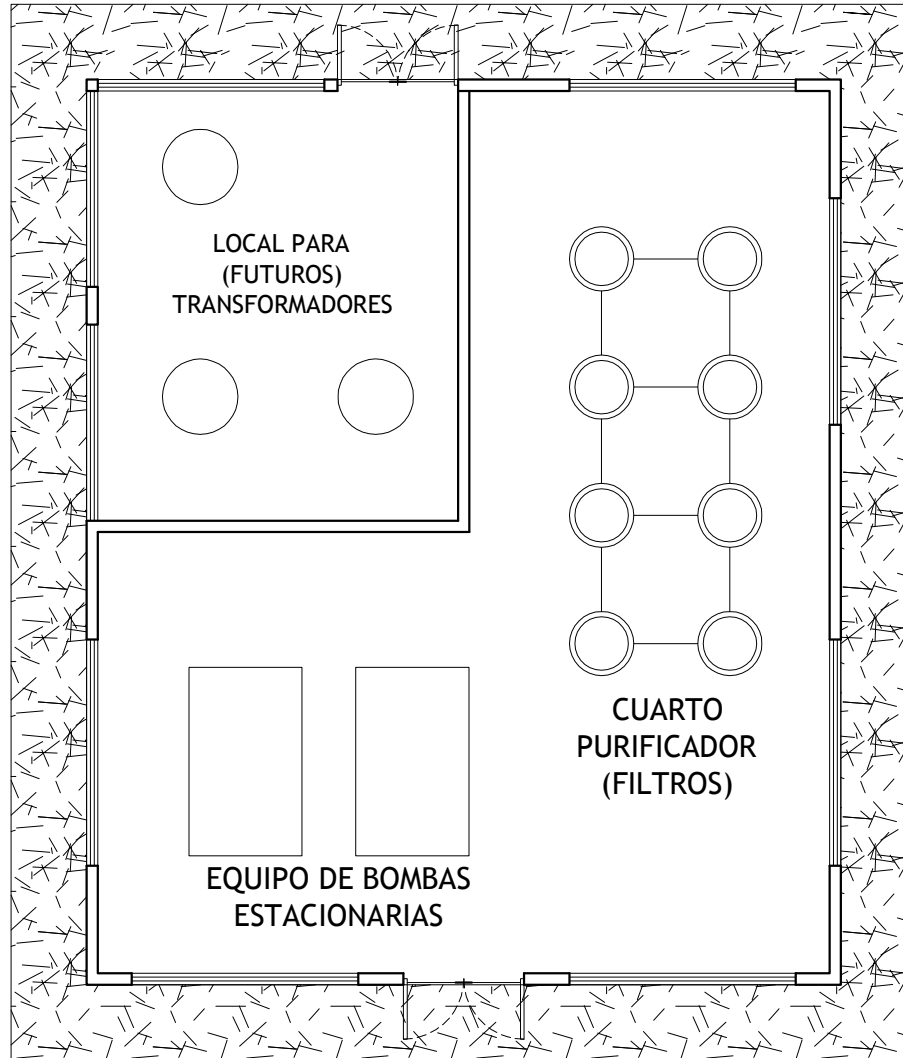 LOCAL PARA
(FUTUROS)
TRANSFORMADORES
CUARTO
PURIFICADOR
(FILTROS)
EQUIPO DE BOMBAS
ESTACIONARIAS